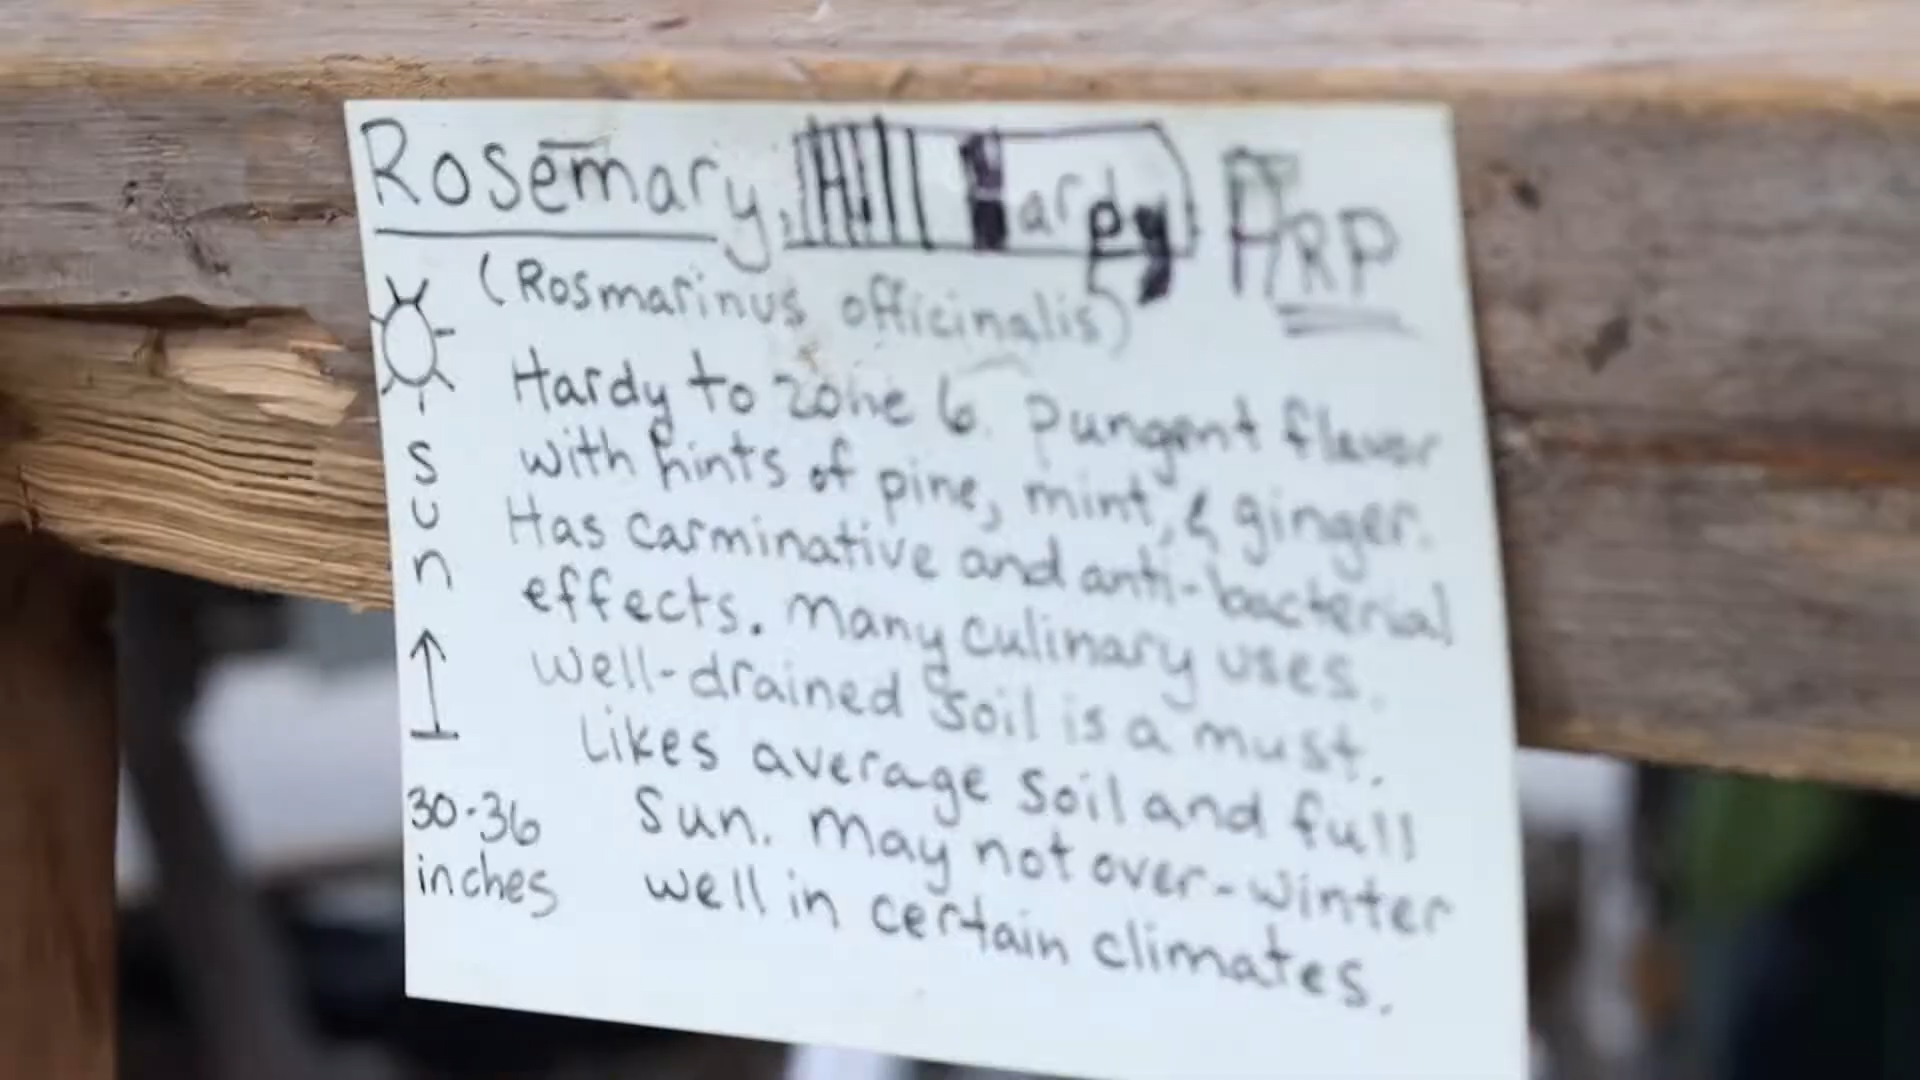 Rosemary, Hill Hardy ARP
(Rosmarinus officinalis)
Hardy to zone 6. Pungent flavor
with hints of pine, mint, & ginger.
Has carminative and anti-bacterial
effects. Many culinary uses.
Well-drained soil is a must.
Likes average soil and full
sun. May not over-winter
well in certain climates.
sun
30-36
inches